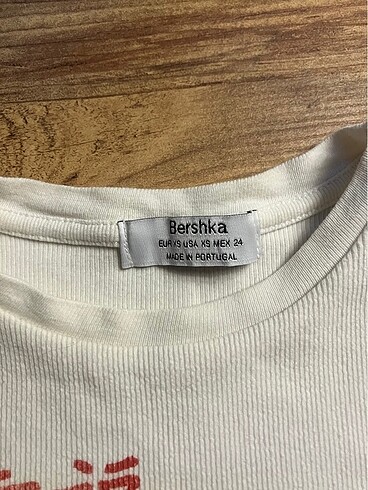 Bershka
EUR XS USA XS MEX 24
MADE IN PORTUGAL